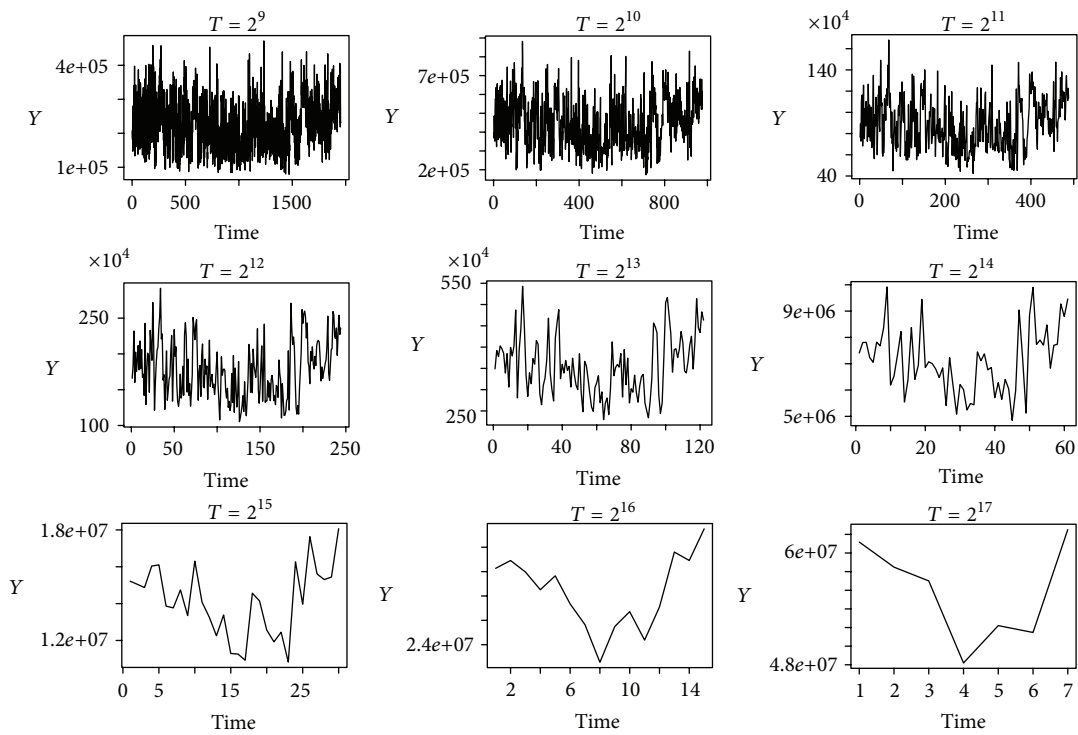 T = 2^9
4e+05
Y
1e+05
0 500 1500
Time
T = 2^10
7e+05
Y
2e+05
0 400 800
Time
T = 2^11
×10^4
140
Y
40
0 200 400
Time
T = 2^12
×10^4
250
Y
100
0 50 150 250
Time
T = 2^13
×10^4
550
Y
250
0 40 80 120
Time
T = 2^14
9e+06
Y
5e+06
0 20 40 60
Time
T = 2^15
1.8e+07
Y
1.2e+07
0 5 15 25
Time
T = 2^16
Y
2.4e+07
2 6 10 14
Time
T = 2^17
6e+07
Y
4.8e+07
1 2 3 4 5 6 7
Time